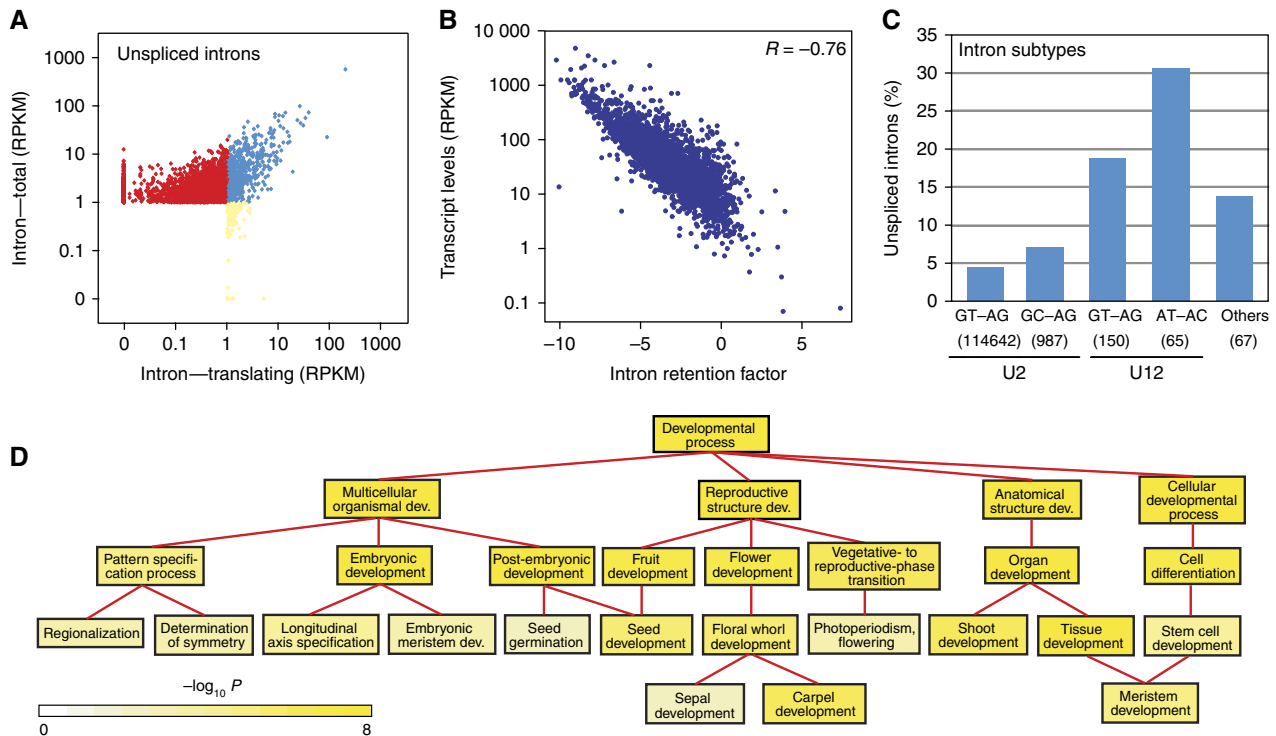 A
Unspliced introns
Intron—total (RPKM)
1000
100
10
1
0.1
0
0
0.1
1
10
100
1000
Intron—translating (RPKM)
B
R = −0.76
Transcript levels (RPKM)
10 000
1000
100
10
1
0.1
−10
−5
0
5
Intron retention factor
C
Intron subtypes
Unspliced introns (%)
35
30
25
20
15
10
5
0
GT–AG
GC–AG
GT–AG
AT–AC
Others
(114642)
(987)
(150)
(65)
(67)
U2
U12
D
Developmental
process
Multicellular
organismal dev.
Reproductive
structure dev.
Anatomical
structure dev.
Cellular
developmental
process
Pattern specifi-
cation process
Embryonic
development
Post-embryonic
development
Fruit
development
Flower
development
Vegetative- to
reproductive-phase
transition
Organ
development
Cell
differentiation
Regionalization
Determination
of symmetry
Longitudinal
axis specification
Embryonic
meristem dev.
Seed
germination
Seed
development
Floral whorl
development
Photoperiodism,
flowering
Shoot
development
Tissue
development
Stem cell
development
Sepal
development
Carpel
development
Meristem
development
−log10 P
0
8